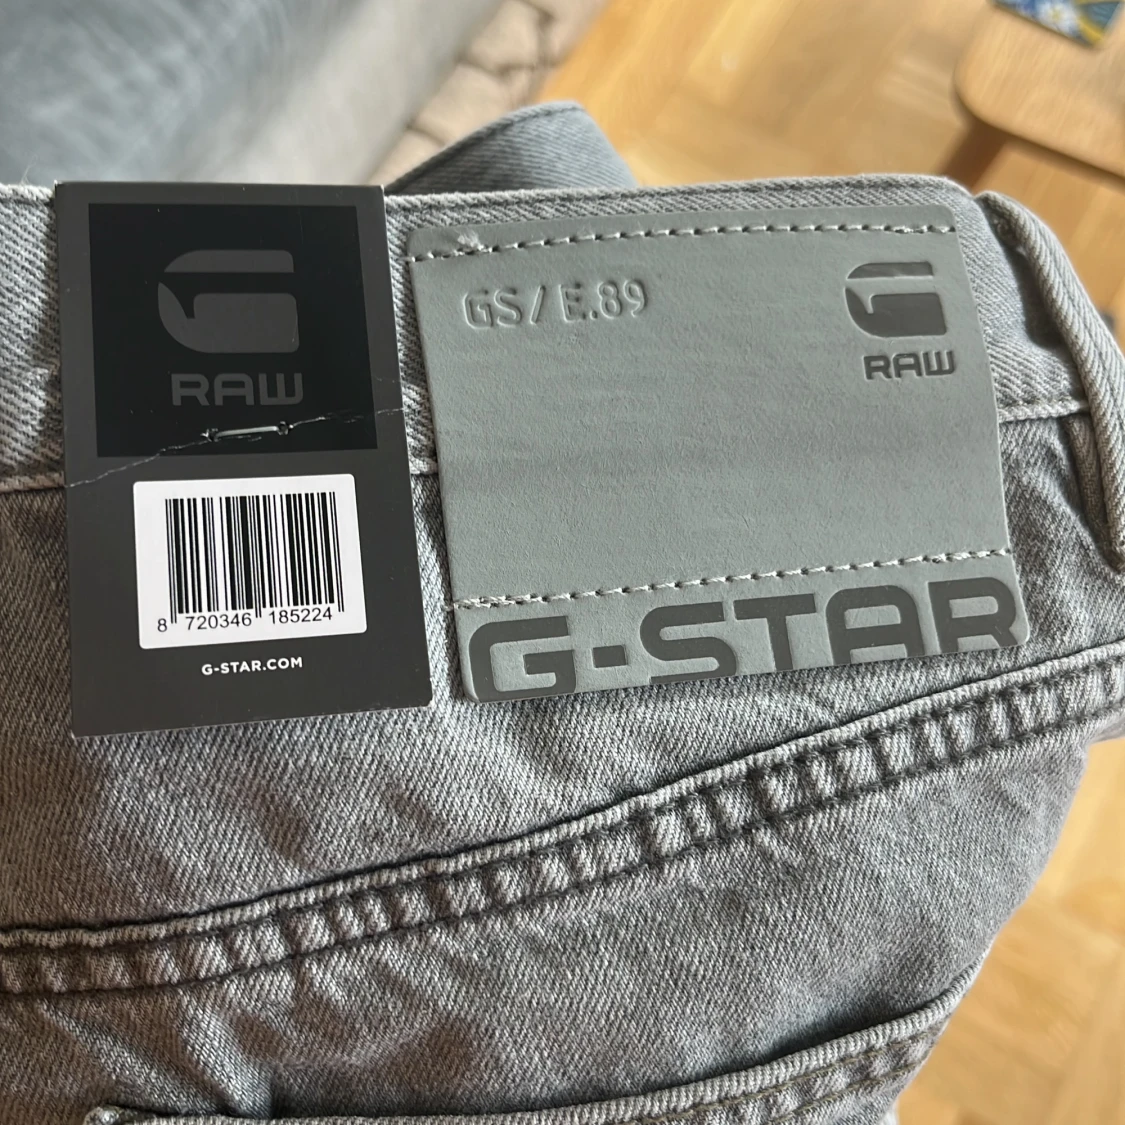 RAW
8 720346 185224
G-STAR.COM
GS/E.89
RAW
G-STAR